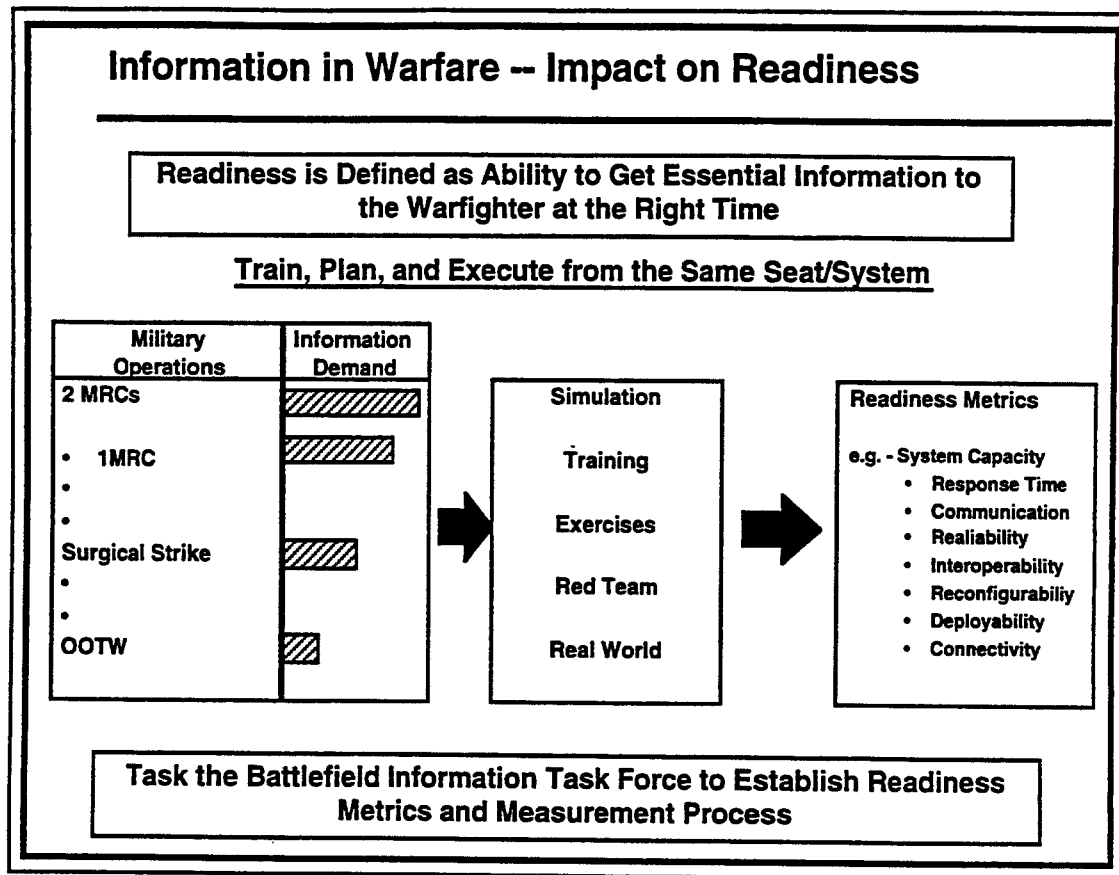 Information in Warfare -- Impact on Readiness
Readiness is Defined as Ability to Get Essential Information to
the Warfighter at the Right Time
Train, Plan, and Execute from the Same Seat/System
Military
Operations
Information
Demand
2 MRCs
• 1MRC
•
•
Surgical Strike
•
•
OOTW
Simulation
Training
Exercises
Red Team
Real World
Readiness Metrics
e.g. - System Capacity
• Response Time
• Communication
• Realiability
• Interoperability
• Reconfigurabiliy
• Deployability
• Connectivity
Task the Battlefield Information Task Force to Establish Readiness
Metrics and Measurement Process